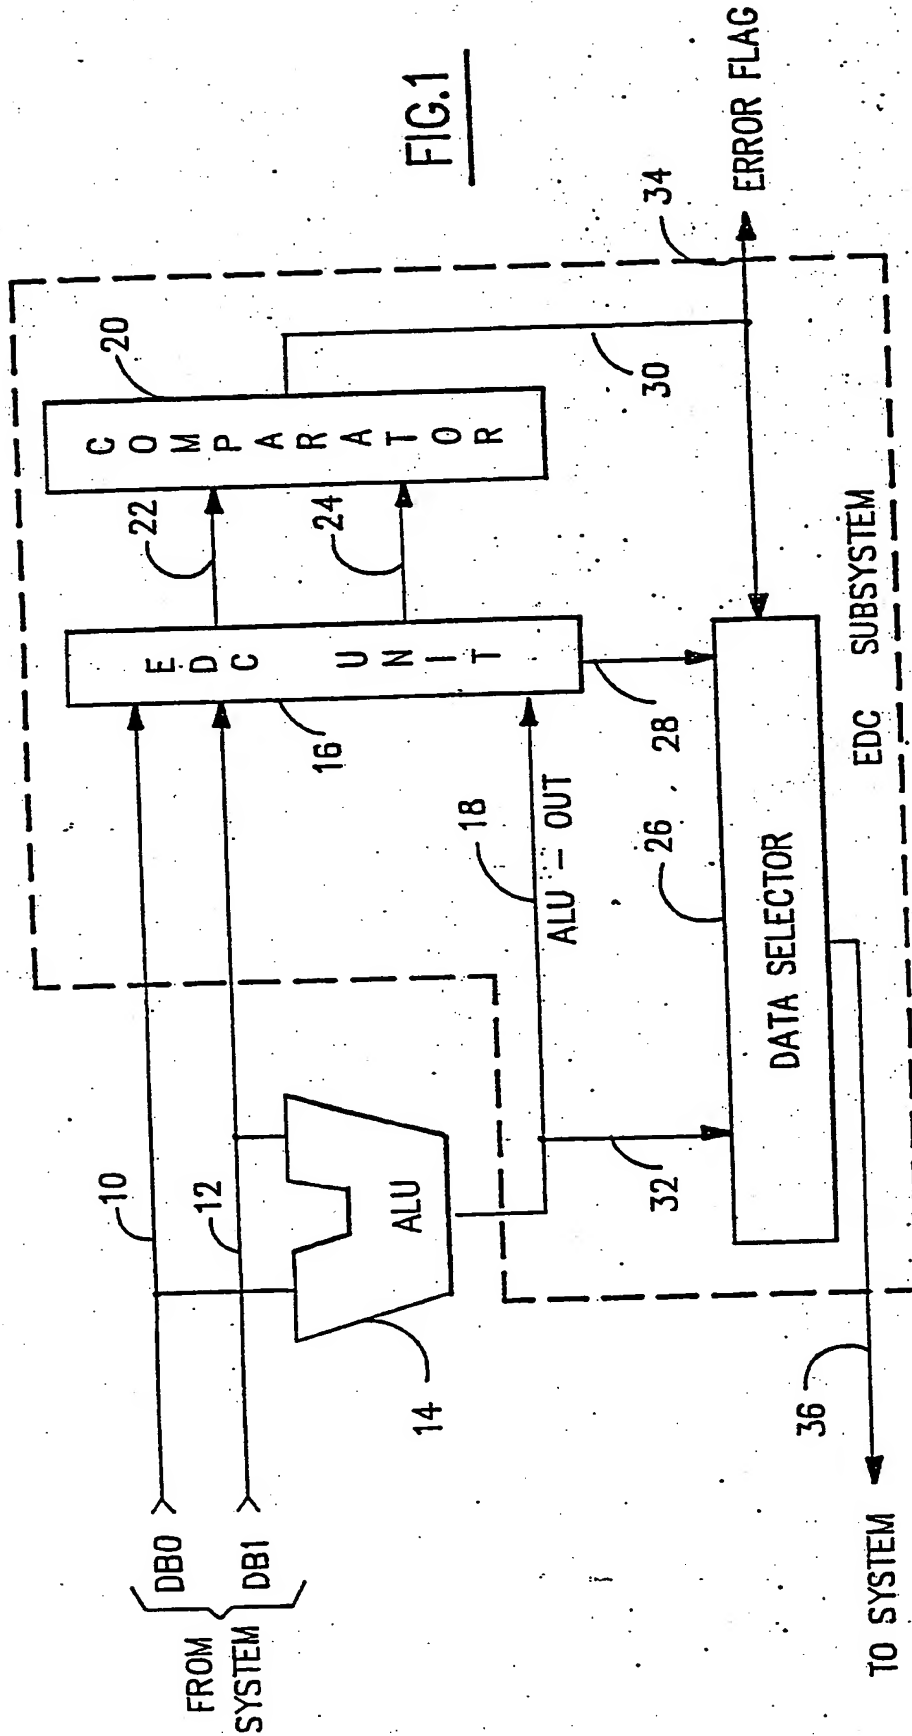 FIG.1
FROM
SYSTEM
DB0
DB1
10
12
14
ALU
EDC UNIT
16
22
24
COMPARATOR
20
18
ALU - OUT
32
26
28
30
34
ERROR FLAG
DATA SELECTOR
EDC SUBSYSTEM
36
TO SYSTEM